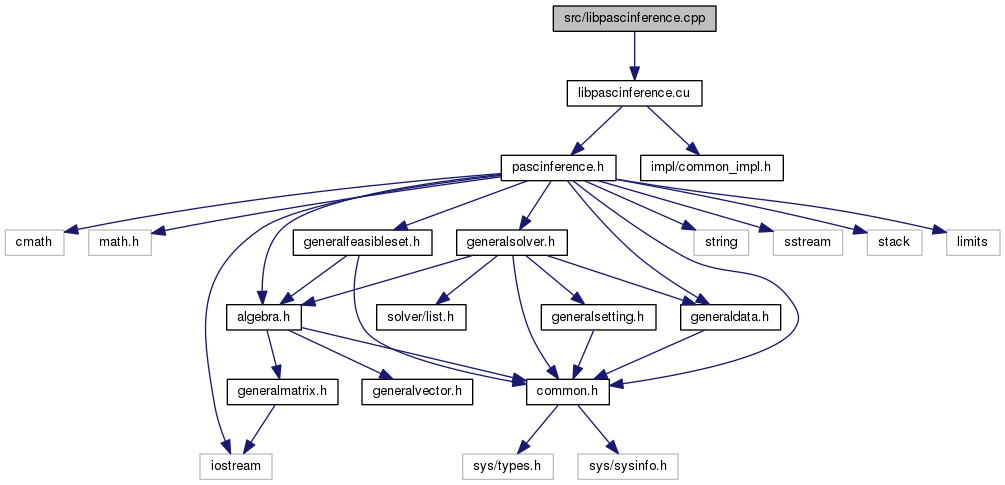 src/libpascinference.cpp
libpascinference.cu
pascinference.h
impl/common_impl.h
cmath
math.h
generalfeasibleset.h
generalsolver.h
string
sstream
stack
limits
algebra.h
solver/list.h
generalsetting.h
generaldata.h
generalmatrix.h
generalvector.h
common.h
iostream
sys/types.h
sys/sysinfo.h